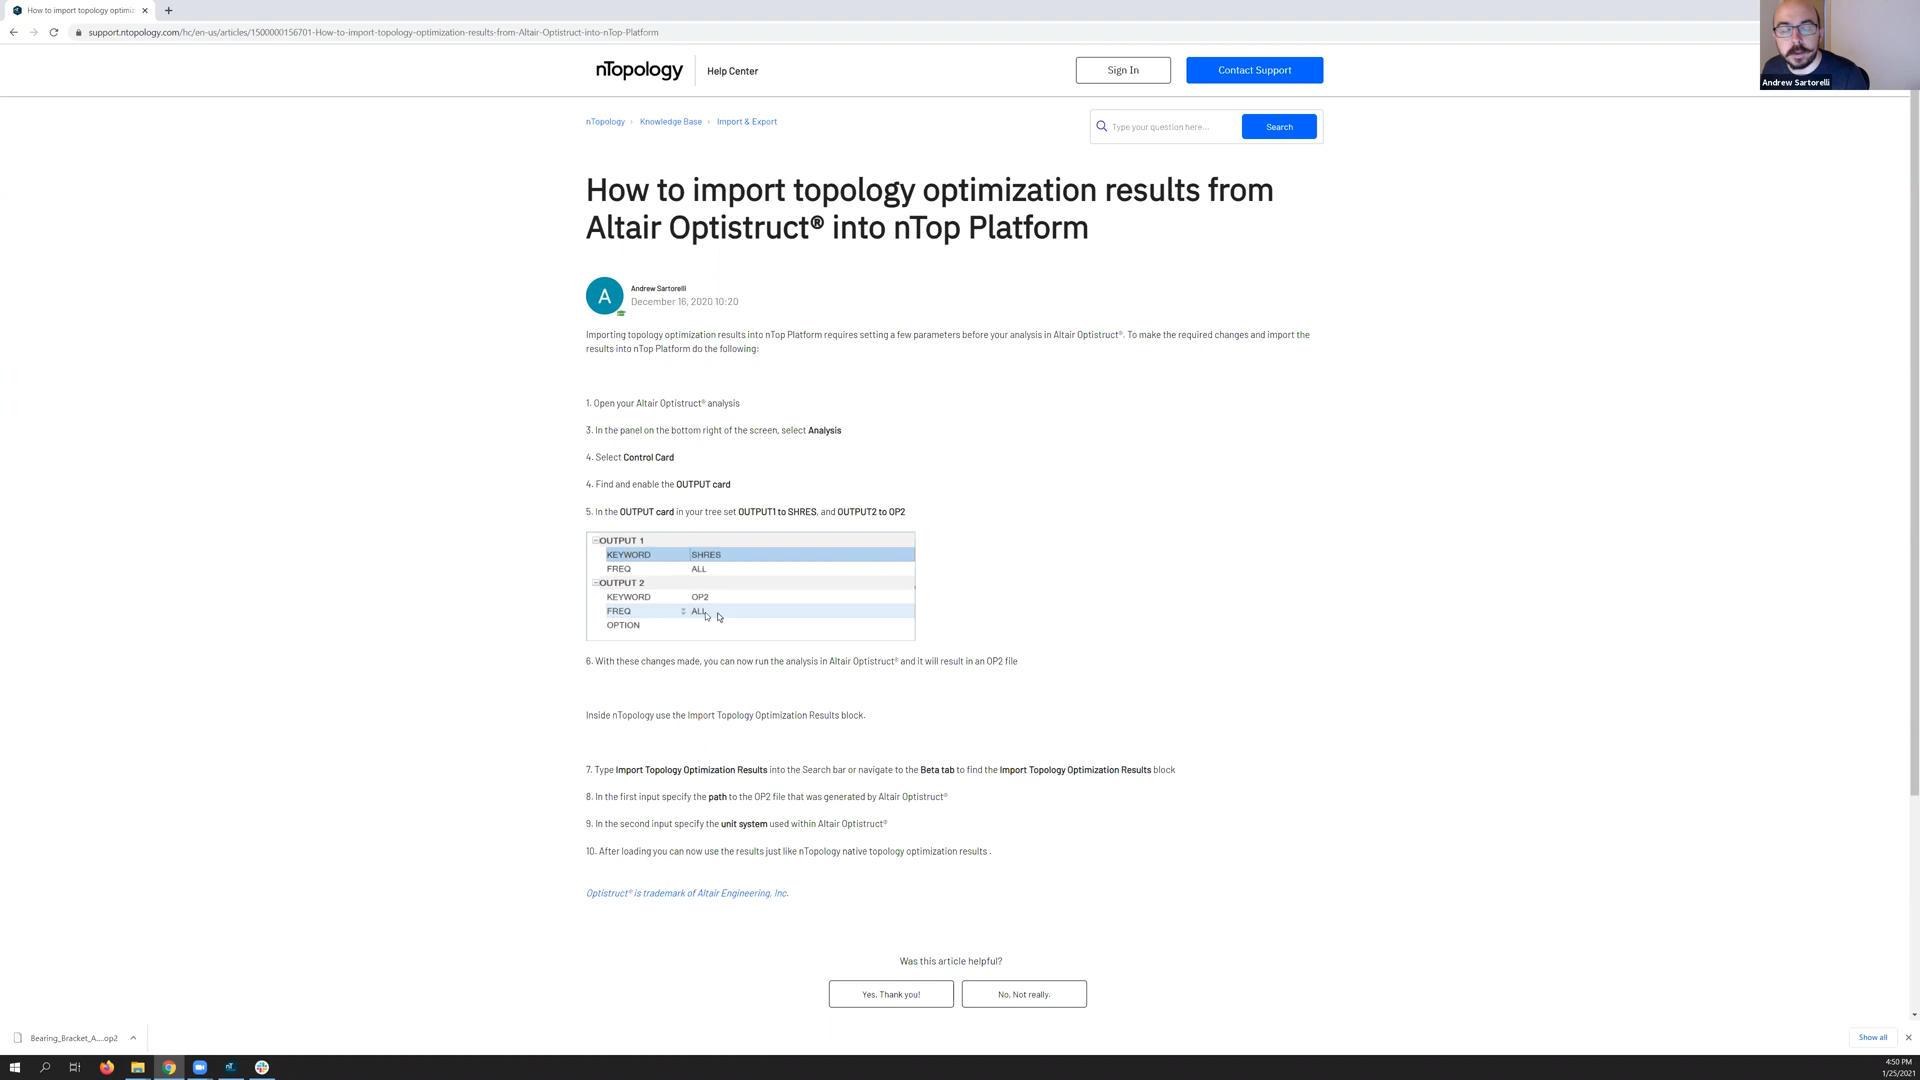 How to import topology optimiz
support.ntopology.com/hc/en-us/articles/1500000156701-How-to-import-topology-optimization-results-from-Altair-Optistruct-into-nTop-Platform
Andrew Sartorelli
nTopology
Help Center
Sign In
Contact Support
nTopology › Knowledge Base › Import & Export
Type your question here...
Search
How to import topology optimization results from
Altair Optistruct® into nTop Platform
A
Andrew Sartorelli
December 16, 2020 10:20
Importing topology optimization results into nTop Platform requires setting a few parameters before your analysis in Altair Optistruct®. To make the required changes and import the
results into nTop Platform do the following:
1. Open your Altair Optistruct® analysis
3. In the panel on the bottom right of the screen, select Analysis
4. Select Control Card
4. Find and enable the OUTPUT card
5. In the OUTPUT card in your tree set OUTPUT1 to SHRES, and OUTPUT2 to OP2
OUTPUT 1
KEYWORD SHRES
FREQ ALL
OUTPUT 2
KEYWORD OP2
FREQ ALL
OPTION
6. With these changes made, you can now run the analysis in Altair Optistruct® and it will result in an OP2 file
Inside nTopology use the Import Topology Optimization Results block.
7. Type Import Topology Optimization Results into the Search bar or navigate to the Beta tab to find the Import Topology Optimization Results block
8. In the first input specify the path to the OP2 file that was generated by Altair Optistruct®
9. In the second input specify the unit system used within Altair Optistruct®
10. After loading you can now use the results just like nTopology native topology optimization results .
Optistruct® is trademark of Altair Engineering, Inc.
Was this article helpful?
Yes, Thank you!
No, Not really.
Bearing_Bracket_A....op2
Show all
nT
4:50 PM
1/25/2021